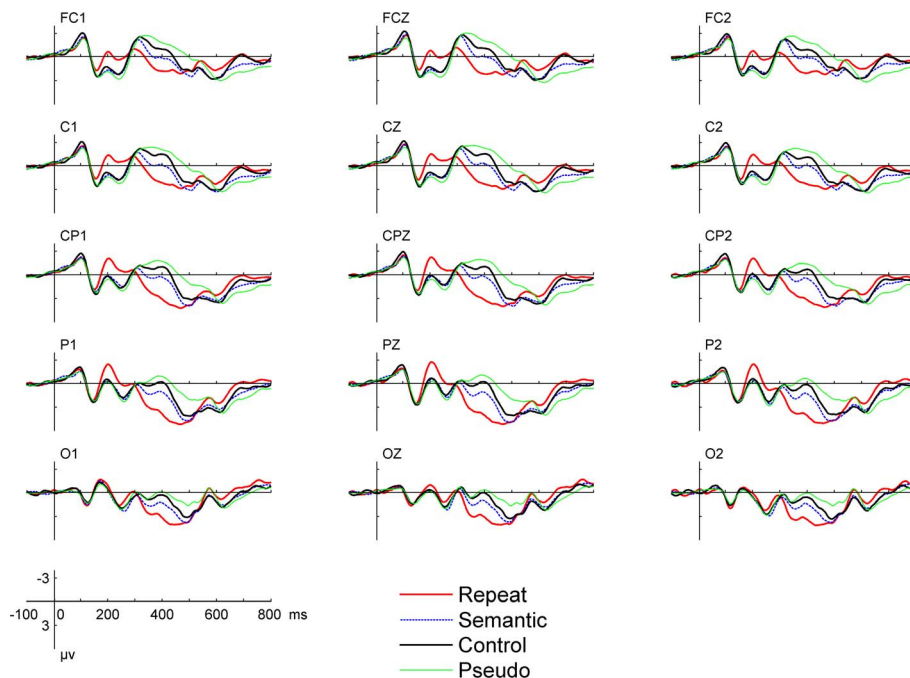 FC1 FCZ FC2
C1 CZ C2
CP1 CPZ CP2
P1 PZ P2
O1 OZ O2
-3
-100 0 200 400 600 800 ms
3
μv
Repeat
Semantic
Control
Pseudo